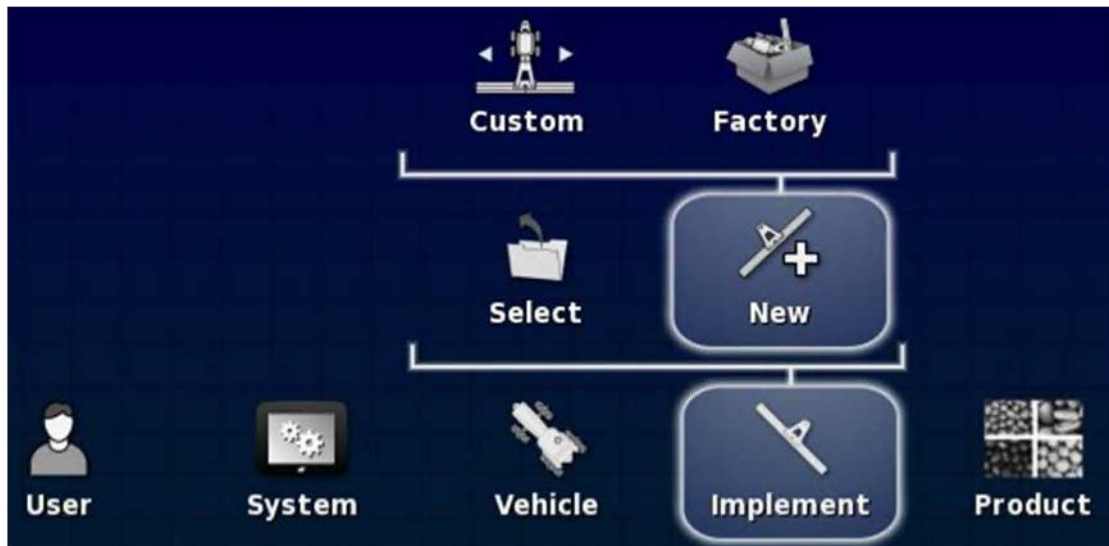 Custom
Factory
Select
New
User
System
Vehicle
Implement
Product